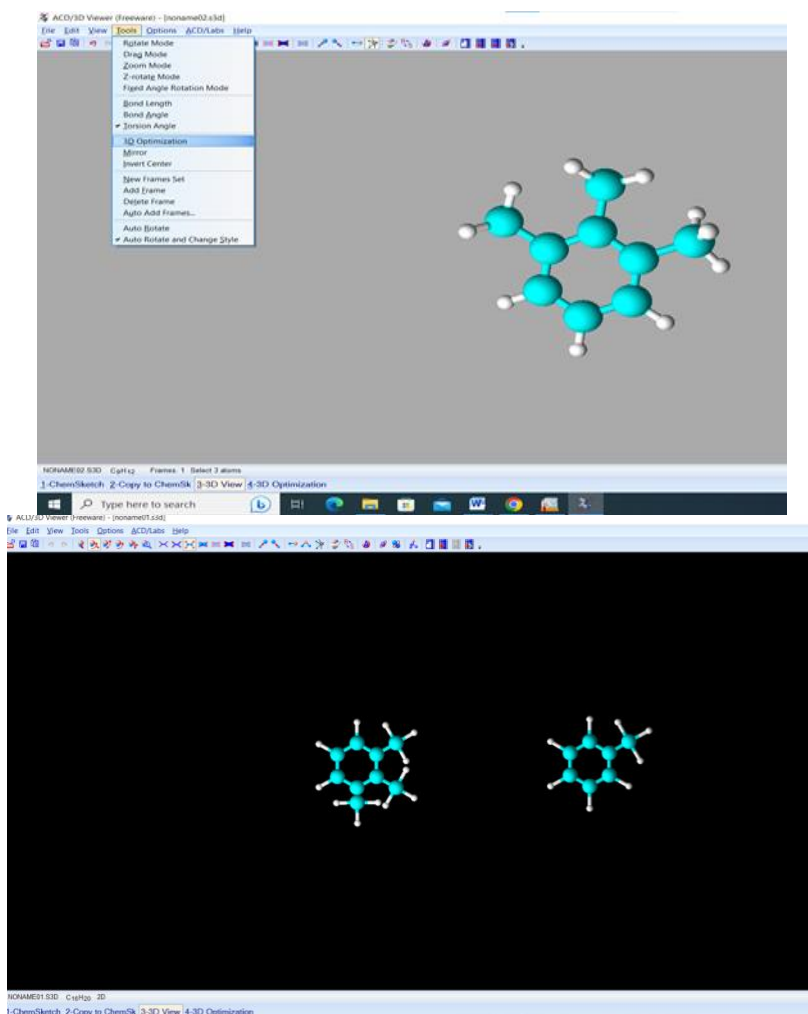 ACD/3D Viewer (Freeware) - [noname02.s3d]
File Edit View Tools Options ACD/Labs Help
Rotate Mode
Drag Mode
Zoom Mode
Z-rotate Mode
Fixed Angle Rotation Mode
Bond Length
Bond Angle
Torsion Angle
3D Optimization
Mirror
Invert Center
New Frames Set
Add Frame
Delete Frame
Auto Add Frames...
Auto Rotate
Auto Rotate and Change Style
NONAME02.S3D C9H12 Frames: 1 Select 3 atoms
1-ChemSketch 2-Copy to ChemSk 3-3D View 4-3D Optimization
Type here to search
ACD/3D Viewer (Freeware) - [noname01.s3d]
File Edit View Tools Options ACD/Labs Help
NONAME01.S3D C16H20 2D
1-ChemSketch 2-Copy to ChemSk 3-3D View 4-3D Optimization